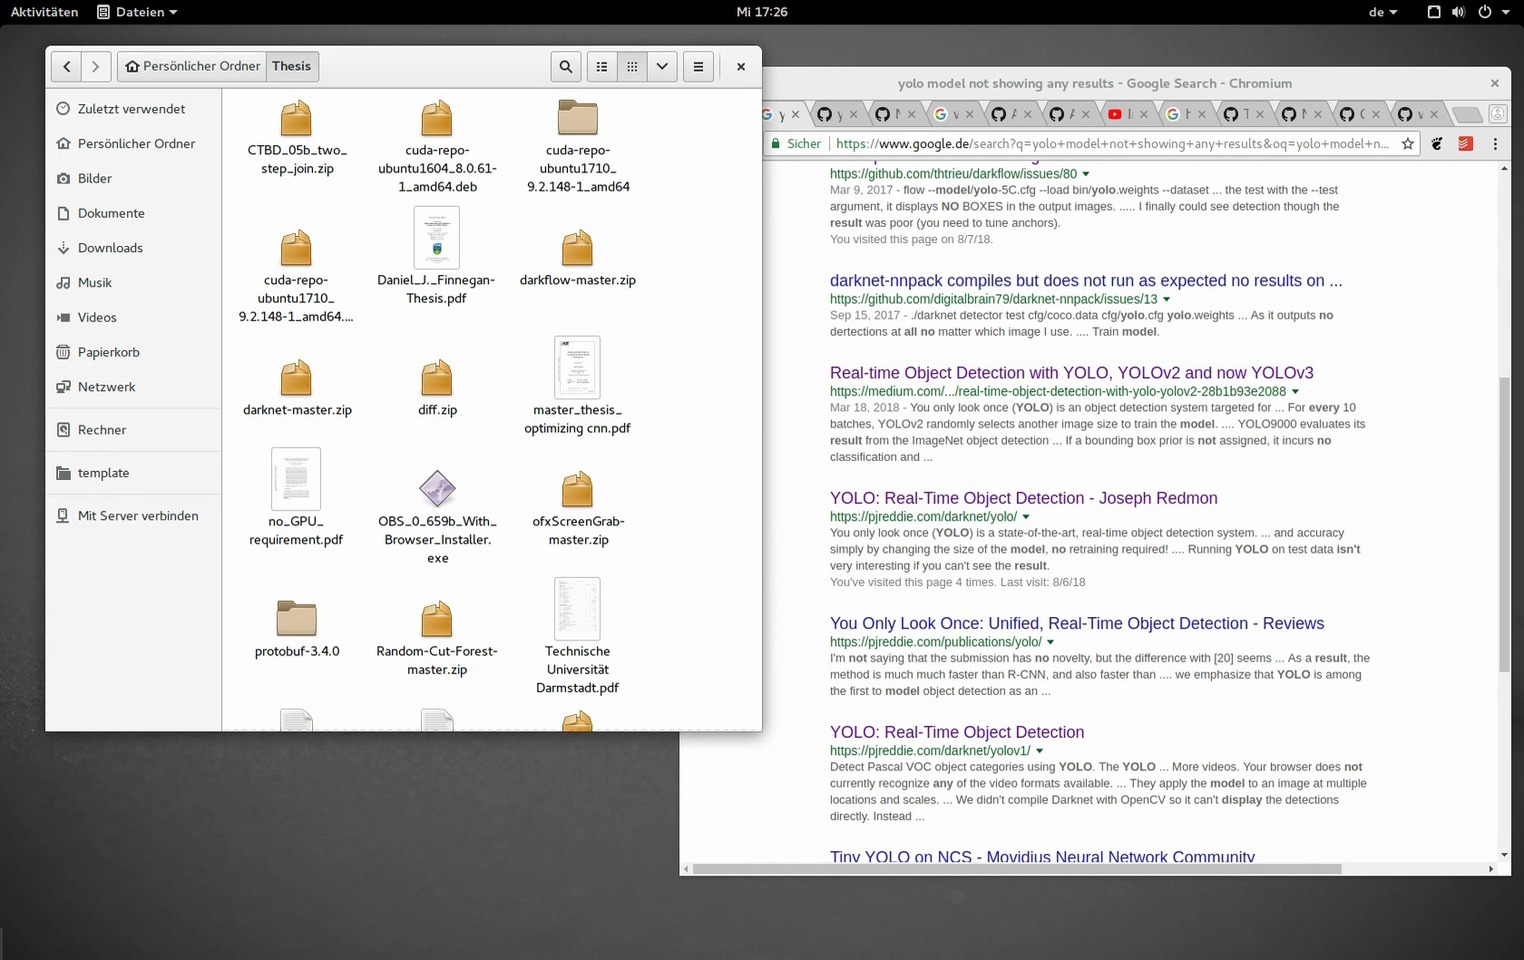 Aktivitäten
Dateien
Mi 17:26
de
Persönlicher Ordner
Thesis
Zuletzt verwendet
Persönlicher Ordner
Bilder
Dokumente
Downloads
Musik
Videos
Papierkorb
Netzwerk
Rechner
template
Mit Server verbinden
CTBD_05b_two_
step_join.zip
cuda-repo-
ubuntu1604_8.0.61-
1_amd64.deb
cuda-repo-
ubuntu1710_
9.2.148-1_amd64
cuda-repo-
ubuntu1710_
9.2.148-1_amd64....
Daniel_J._Finnegan-
Thesis.pdf
darkflow-master.zip
darknet-master.zip
diff.zip
master_thesis_
optimizing cnn.pdf
no_GPU_
requirement.pdf
OBS_0_659b_With_
Browser_Installer.
exe
ofxScreenGrab-
master.zip
protobuf-3.4.0
Random-Cut-Forest-
master.zip
Technische
Universität
Darmstadt.pdf
yolo model not showing any results - Google Search - Chromium
Sicher
https://www.google.de/search?q=yolo+model+not+showing+any+results&oq=yolo+model+n...
https://github.com/thtrieu/darkflow/issues/80
Mar 9, 2017 - flow --model/yolo-5C.cfg --load bin/yolo.weights --dataset ... the test with the --test
argument, it displays NO BOXES in the output images. ..... I finally could see detection though the
result was poor (you need to tune anchors).
You visited this page on 8/7/18.
darknet-nnpack compiles but does not run as expected no results on ...
https://github.com/digitalbrain79/darknet-nnpack/issues/13
Sep 15, 2017 - ./darknet detector test cfg/coco.data cfg/yolo.cfg yolo.weights ... As it outputs no
dertections at all no matter which image I use. .... Train model.
Real-time Object Detection with YOLO, YOLOv2 and now YOLOv3
https://medium.com/.../real-time-object-detection-with-yolo-yolov2-28b1b93e2088
Mar 18, 2018 - You only look once (YOLO) is an object detection system targeted for ... For every 10
batches, YOLOv2 randomly selects another image size to train the model. .... YOLO9000 evaluates its
result from the ImageNet object detection ... If a bounding box prior is not assigned, it incurs no
classification and ...
YOLO: Real-Time Object Detection - Joseph Redmon
https://pjreddie.com/darknet/yolo/
You only look once (YOLO) is a state-of-the-art, real-time object detection system. ... and accuracy
simply by changing the size of the model, no retraining required! .... Running YOLO on test data isn't
very interesting if you can't see the result.
You've visited this page 4 times. Last visit: 8/6/18
You Only Look Once: Unified, Real-Time Object Detection - Reviews
https://pjreddie.com/publications/yolo/
I'm not saying that the submission has no novelty, but the difference with [20] seems ... As a result, the
method is much much faster than R-CNN, and also faster than .... we emphasize that YOLO is among
the first to model object detection as an ...
YOLO: Real-Time Object Detection
https://pjreddie.com/darknet/yolov1/
Detect Pascal VOC object categories using YOLO. The YOLO ... More videos. Your browser does not
currently recognize any of the video formats available. ... They apply the model to an image at multiple
locations and scales. ... We didn't compile Darknet with OpenCV so it can't display the detections
directly. Instead ...
Tiny YOLO on NCS - Movidius Neural Network Community